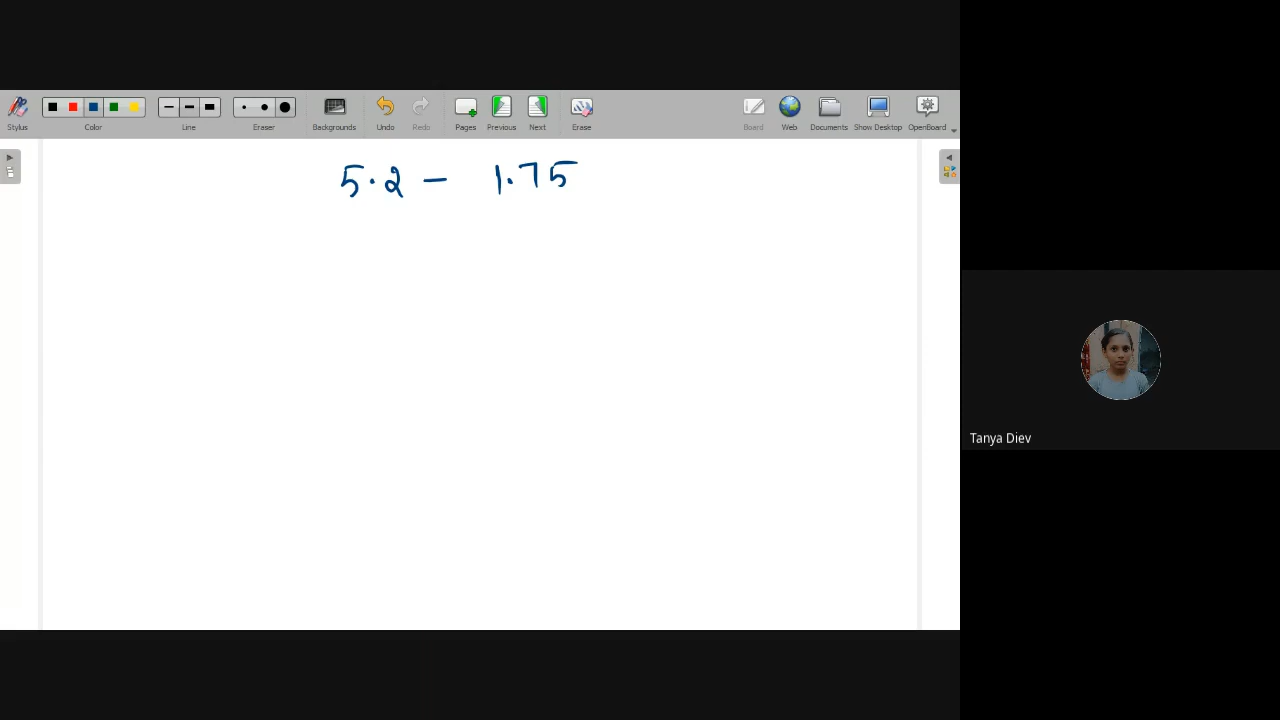 Stylus Color Line Eraser Backgrounds Undo Redo Pages Previous Next Erase Board Web Documents Show Desktop OpenBoard
5.2 - 1.75
Tanya Diev